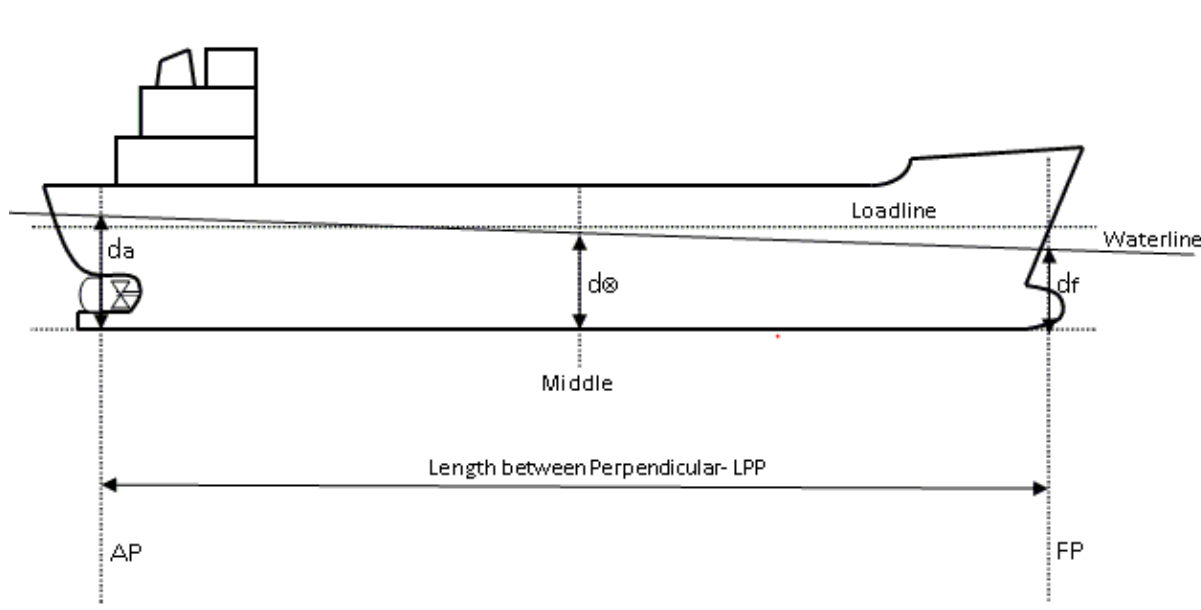 Loadline
Waterline
da
d⊗
df
Middle
Length between Perpendicular- LPP
AP
FP